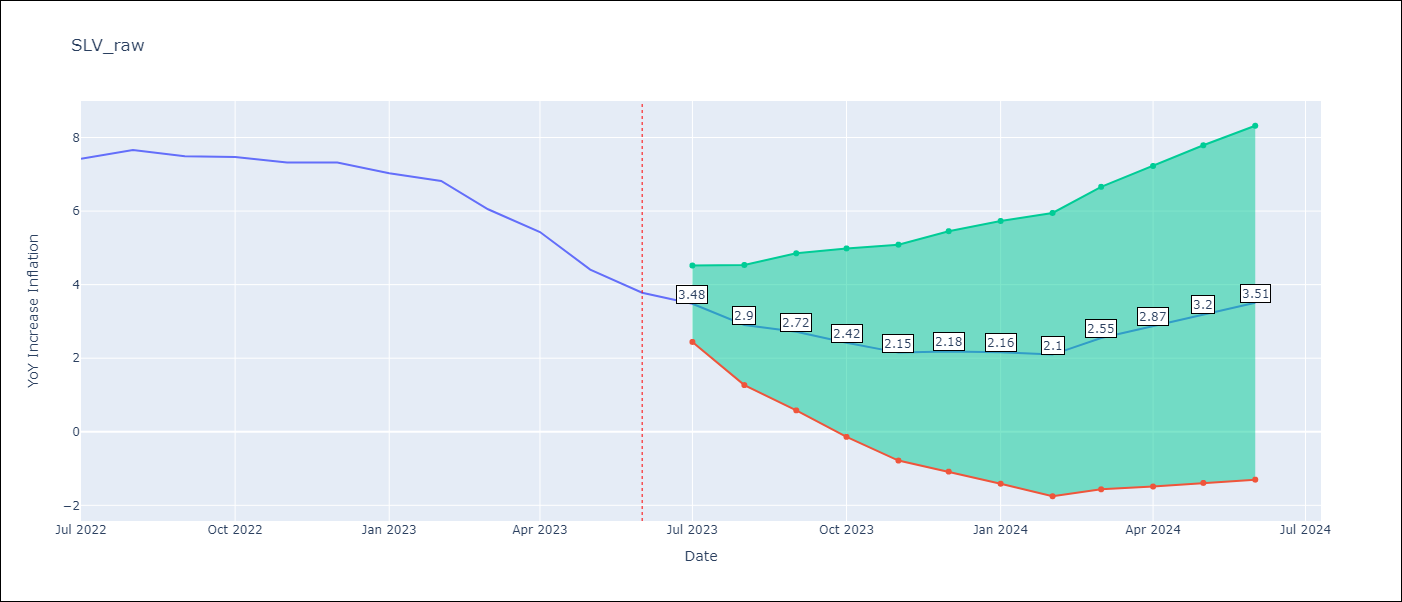 SLV_raw
YoY Increase Inflation
8
6
4
2
0
−2
3.48
2.9
2.72
2.42
2.15
2.18
2.16
2.1
2.55
2.87
3.2
3.51
Jul 2022
Oct 2022
Jan 2023
Apr 2023
Jul 2023
Oct 2023
Jan 2024
Apr 2024
Jul 2024
Date